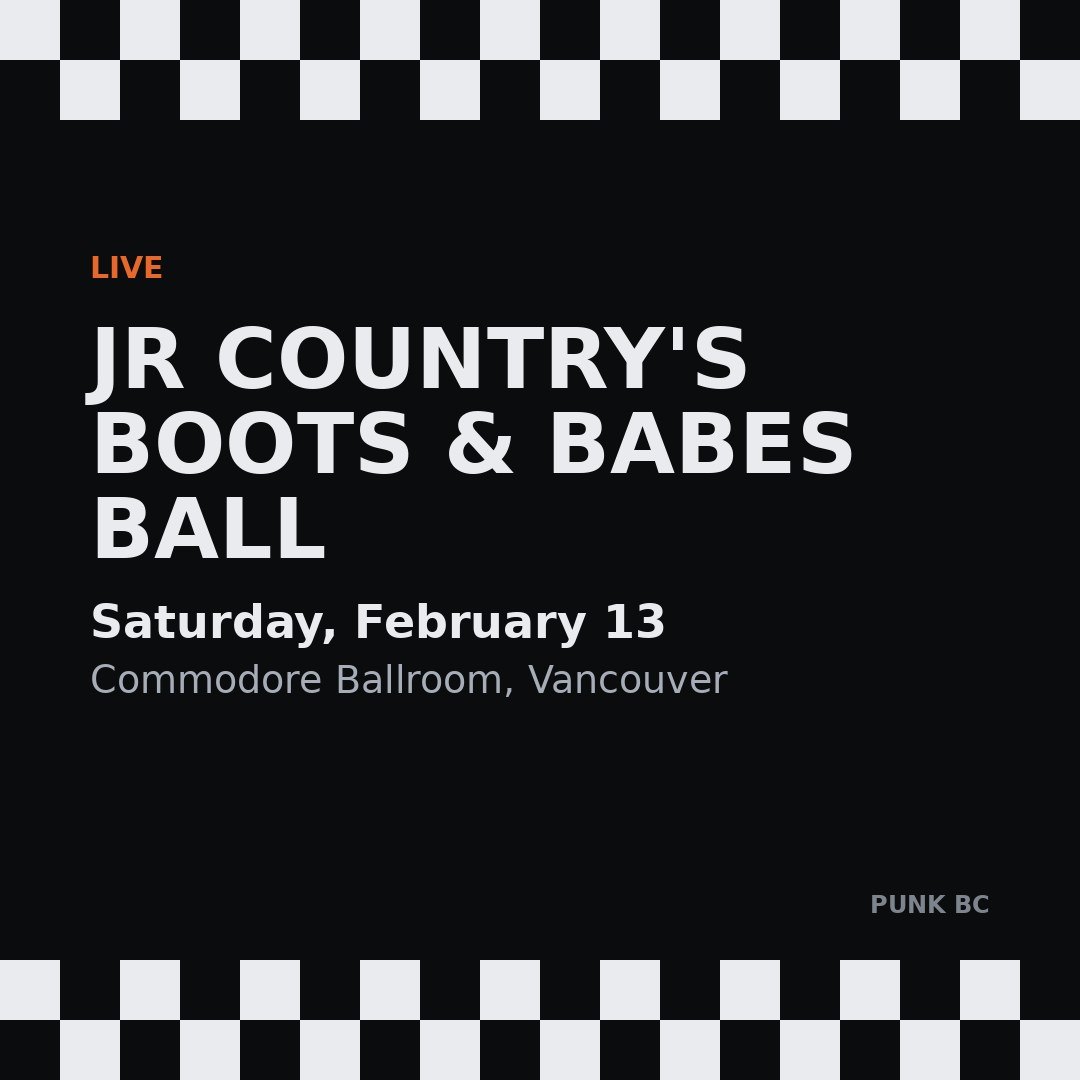 LIVE
JR COUNTRY'S
BOOTS & BABES
BALL
Saturday, February 13
Commodore Ballroom, Vancouver
PUNK BC